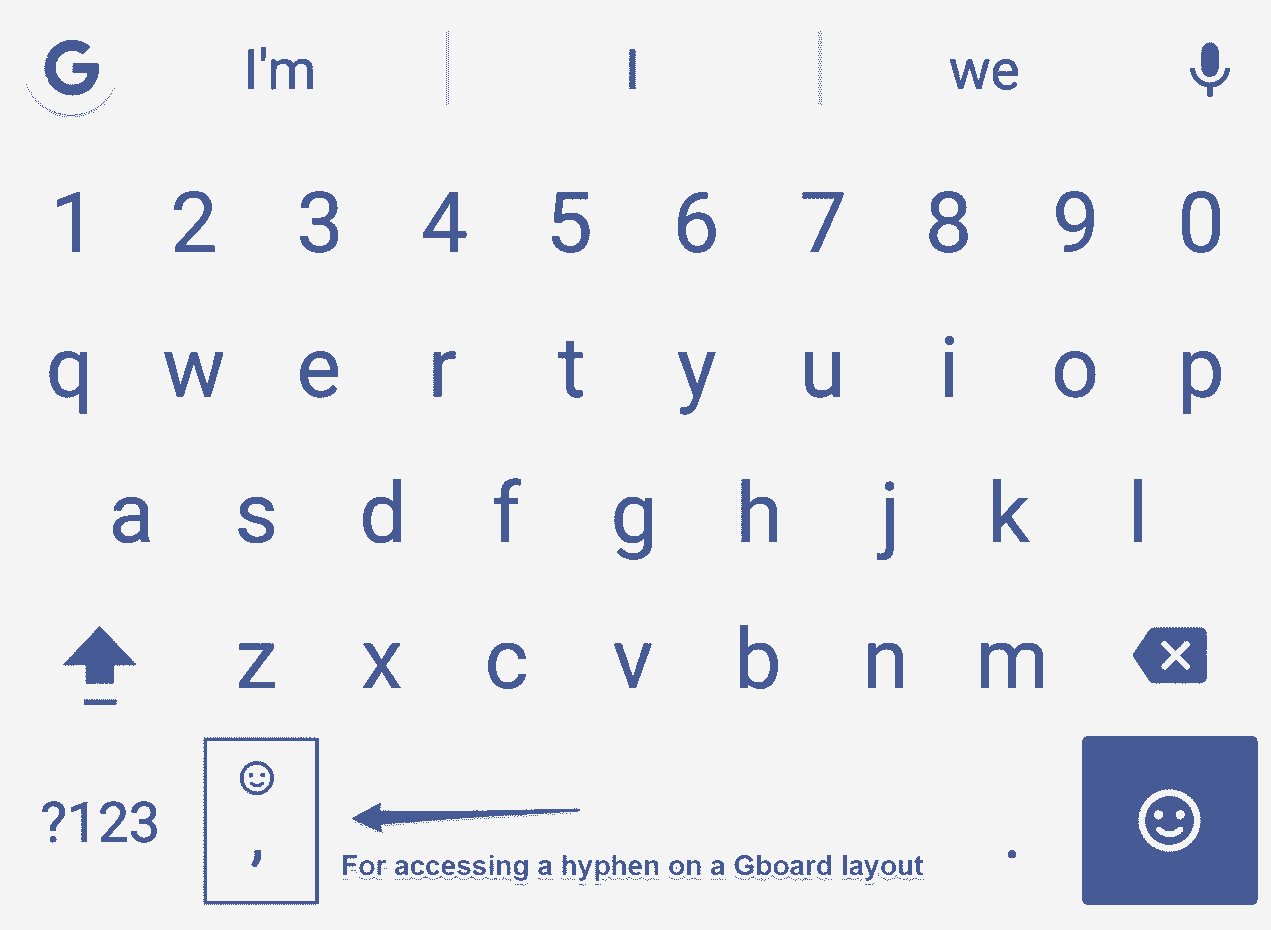 G I'm I we
1 2 3 4 5 6 7 8 9 0
q w e r t y u i o p
a s d f g h j k l
z x c v b n m
?123 , .
For accessing a hyphen on a Gboard layout